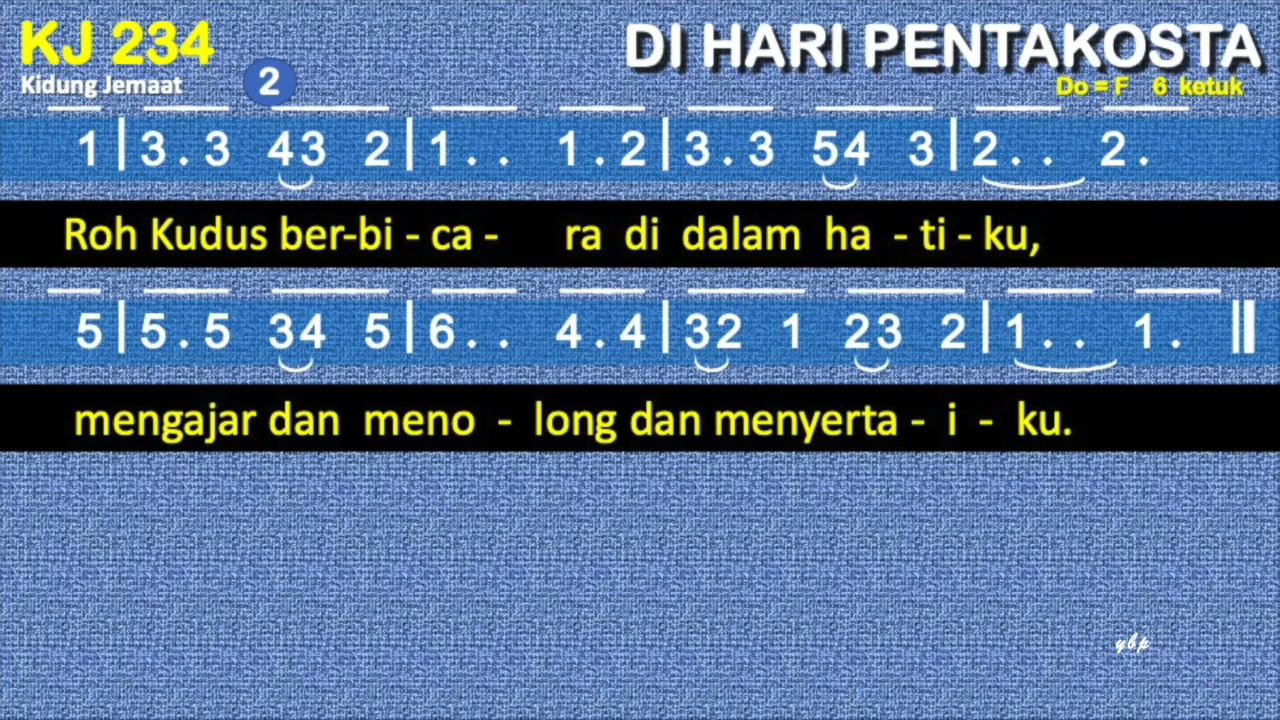 KJ 234
Kidung Jemaat
2
DI HARI PENTAKOSTA
Do = F 6 ketuk
1 | 3 . 3 43 2 | 1 . . 1 . 2 | 3 . 3 54 3 | 2 . . 2 .
Roh Kudus ber-bi - ca - ra di dalam ha - ti - ku,
5 | 5 . 5 34 5 | 6 . . 4 . 4 | 32 1 23 2 | 1 . . 1 . ||
mengajar dan meno - long dan menyerta - i - ku.
ybp